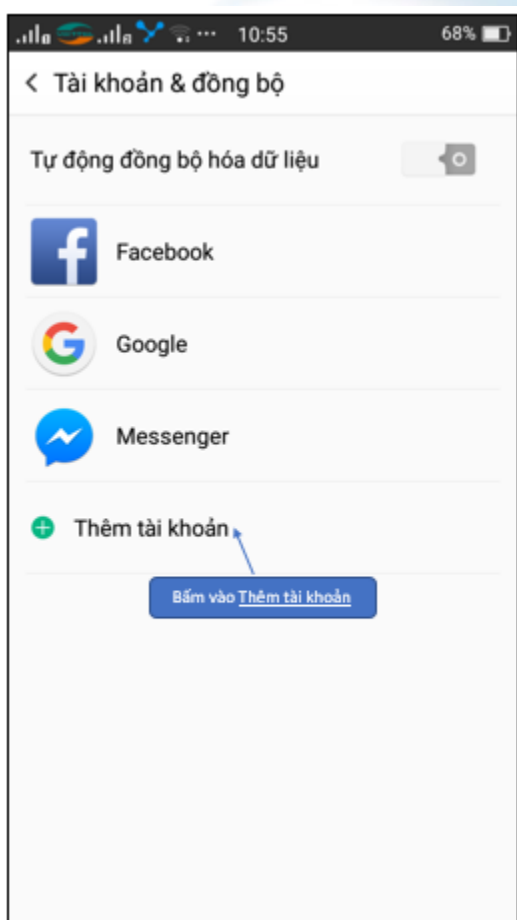 10:55 68%
Tài khoản & đồng bộ
Tự động đồng bộ hóa dữ liệu
Facebook
Google
Messenger
Thêm tài khoản
Bấm vào Thêm tài khoản